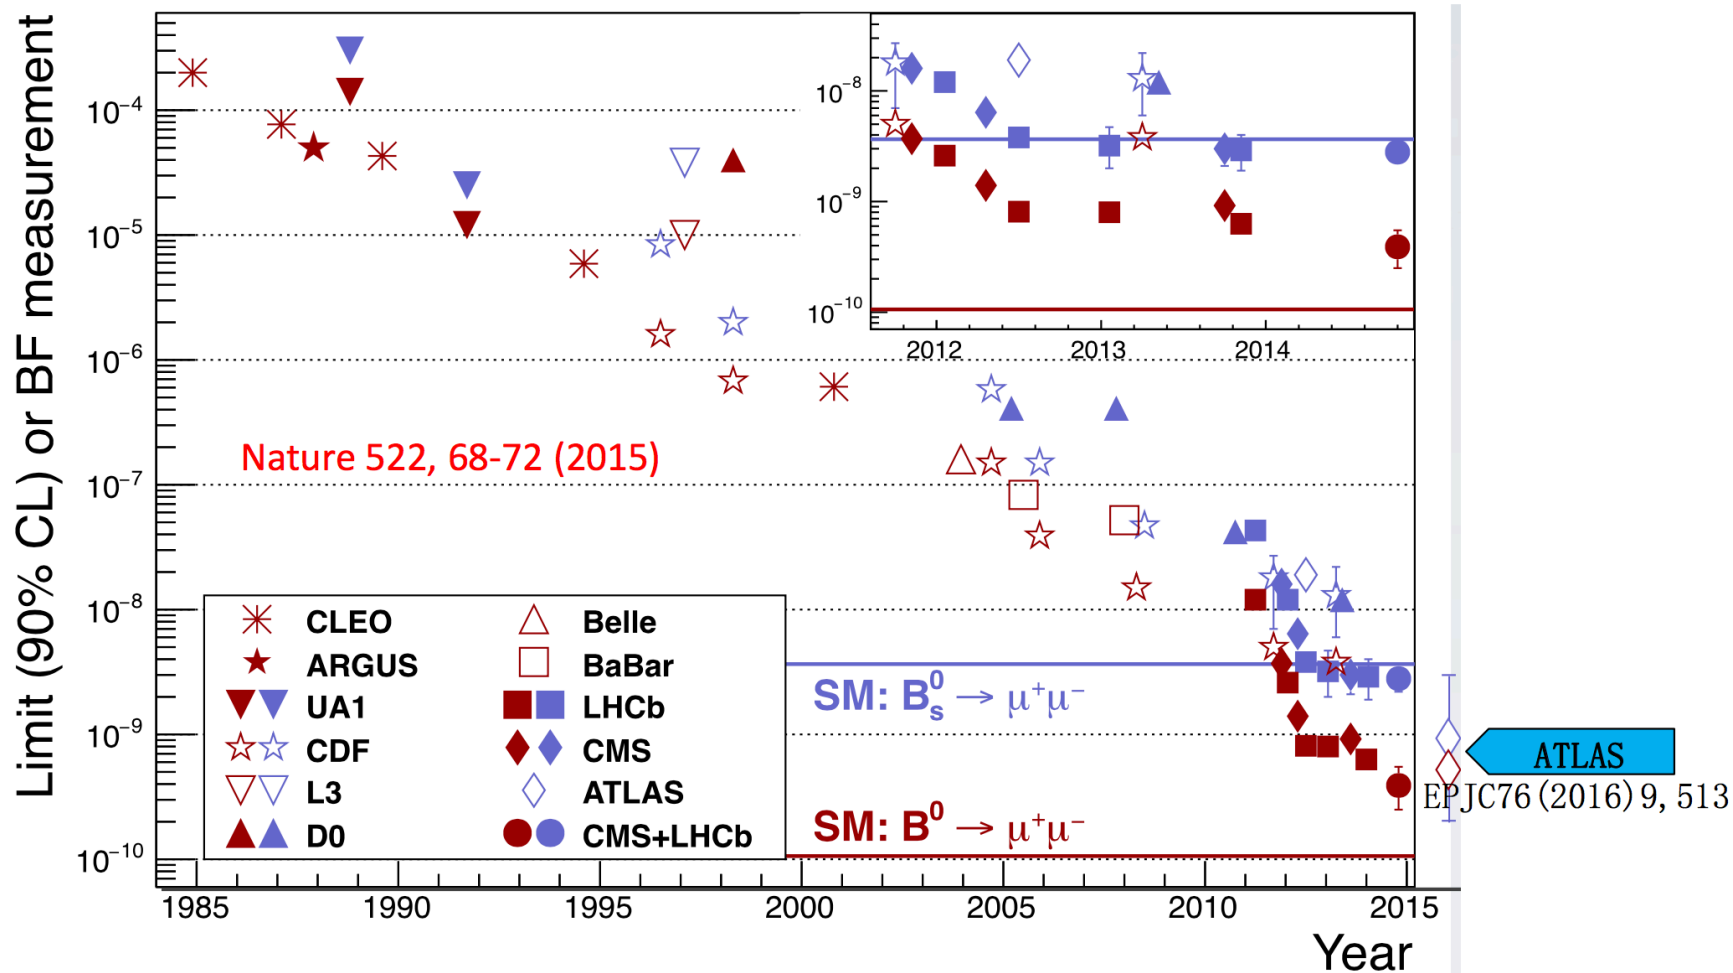 Limit (90% CL) or BF measurement
10⁻⁴
10⁻⁵
10⁻⁶
10⁻⁷
10⁻⁸
10⁻⁹
10⁻¹⁰
10⁻⁸
10⁻⁹
10⁻¹⁰
2012 2013 2014
Nature 522, 68-72 (2015)
CLEO
ARGUS
UA1
CDF
L3
D0
Belle
BaBar
LHCb
CMS
ATLAS
CMS+LHCb
SM: B⁰ₛ → μ⁺μ⁻
SM: B⁰ → μ⁺μ⁻
ATLAS
EPJC76(2016)9,513
1985 1990 1995 2000 2005 2010 2015
Year